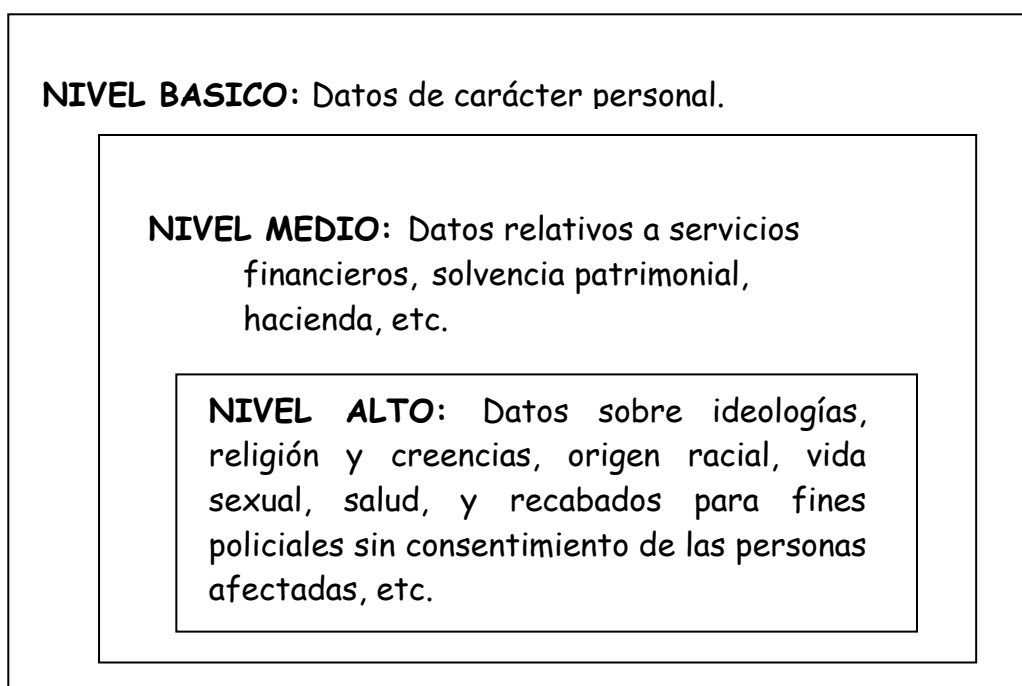 NIVEL BASICO: Datos de carácter personal.
NIVEL MEDIO: Datos relativos a servicios
financieros, solvencia patrimonial,
hacienda, etc.
NIVEL ALTO: Datos sobre ideologías,
religión y creencias, origen racial, vida
sexual, salud, y recabados para fines
policiales sin consentimiento de las personas
afectadas, etc.